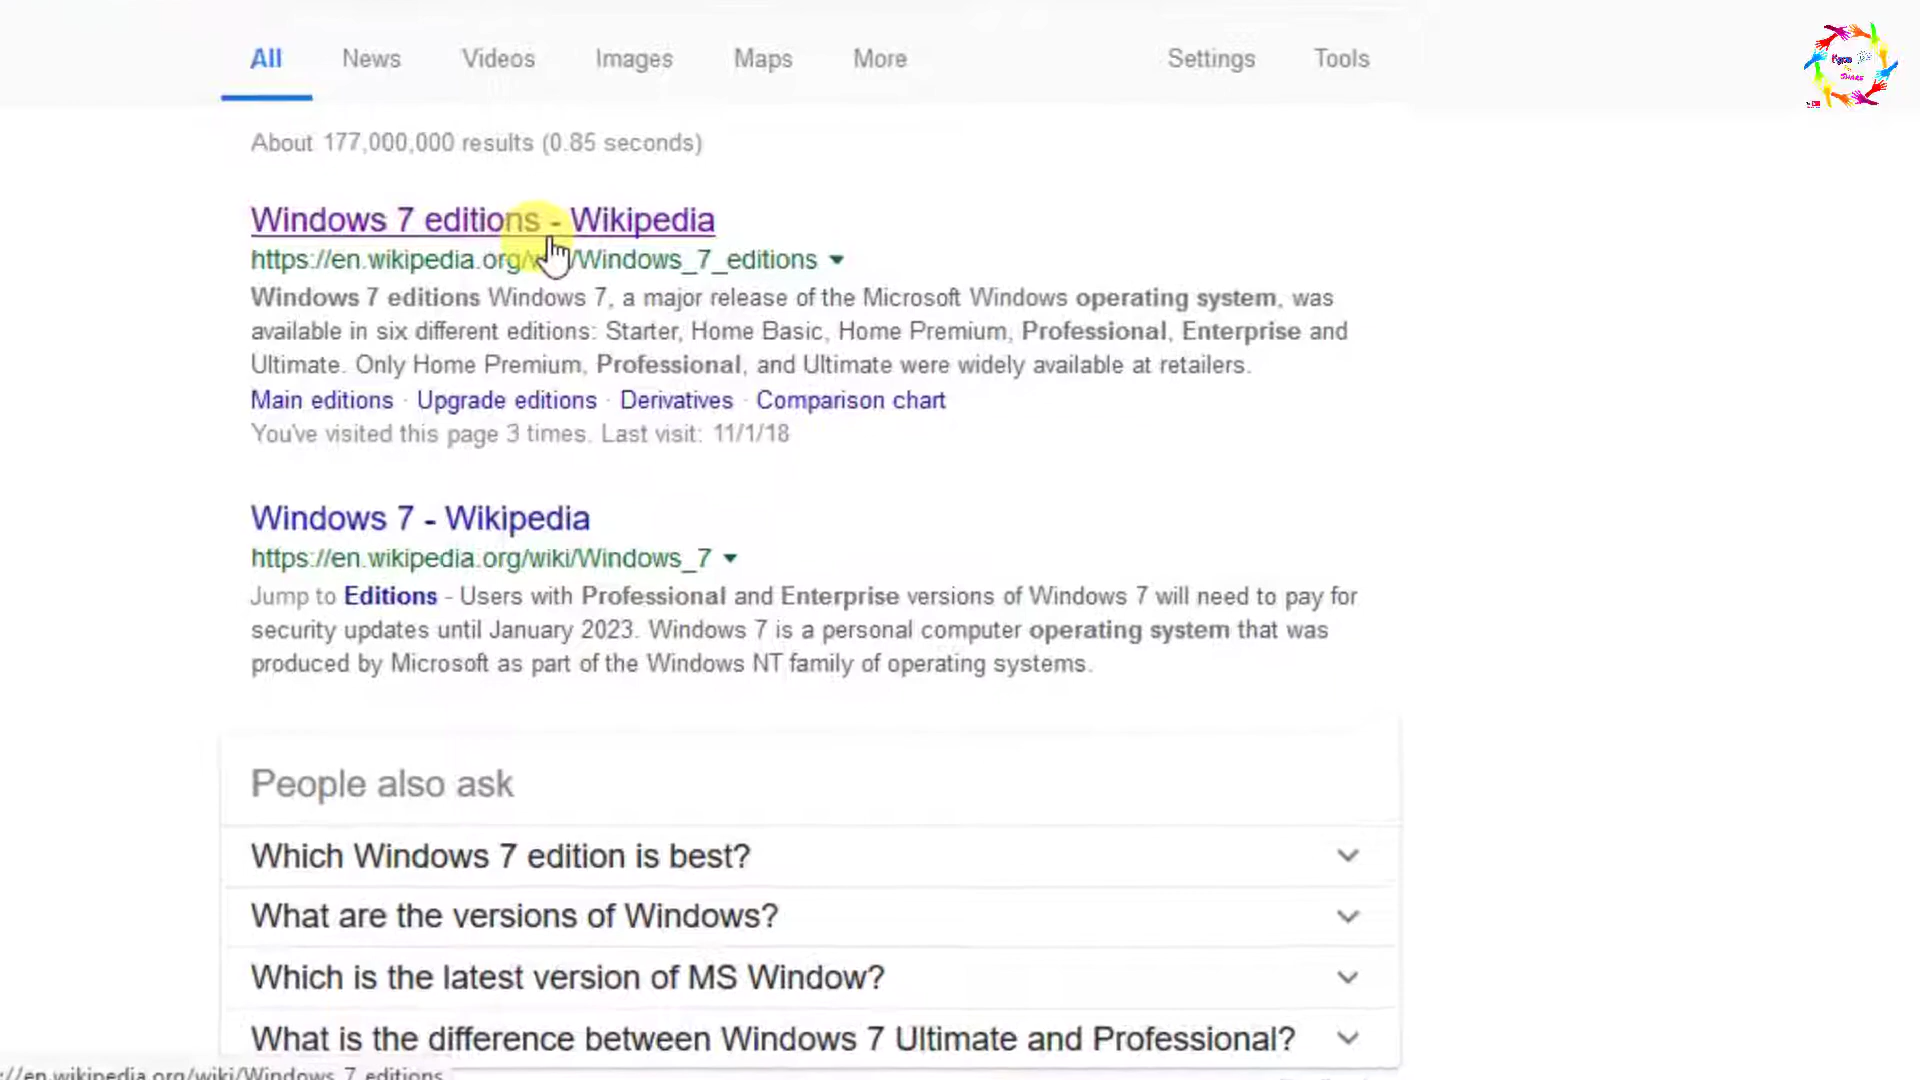 All News Videos Images Maps More Settings Tools
About 177,000,000 results (0.85 seconds)
Windows 7 editions - Wikipedia
https://en.wikipedia.org/wiki/Windows_7_editions
Windows 7 editions Windows 7, a major release of the Microsoft Windows operating system, was
available in six different editions: Starter, Home Basic, Home Premium, Professional, Enterprise and
Ultimate. Only Home Premium, Professional, and Ultimate were widely available at retailers.
Main editions · Upgrade editions · Derivatives · Comparison chart
You've visited this page 3 times. Last visit: 11/1/18
Windows 7 - Wikipedia
https://en.wikipedia.org/wiki/Windows_7
Jump to Editions - Users with Professional and Enterprise versions of Windows 7 will need to pay for
security updates until January 2023. Windows 7 is a personal computer operating system that was
produced by Microsoft as part of the Windows NT family of operating systems.
People also ask
Which Windows 7 edition is best?
What are the versions of Windows?
Which is the latest version of MS Window?
What is the difference between Windows 7 Ultimate and Professional?
://en.wikipedia.org/wiki/Windows_7_editions